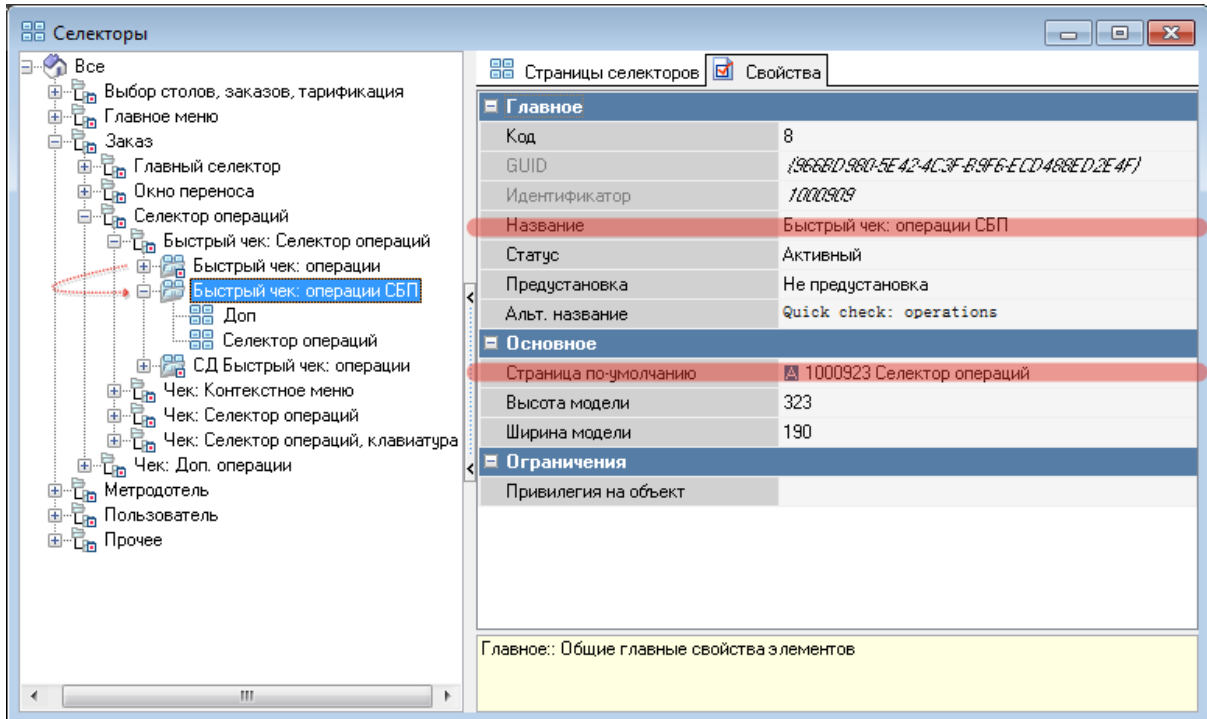 Селекторы
Все
Выбор столов, заказов, тарификация
Главное меню
Заказ
Главный селектор
Окно переноса
Селектор операций
Быстрый чек: Селектор операций
Быстрый чек: операции
Быстрый чек: операции СБП
Доп
Селектор операций
СД Быстрый чек: операции
Чек: Контекстное меню
Чек: Селектор операций
Чек: Селектор операций, клавиатура
Чек: Доп. операции
Метродотель
Пользователь
Прочее
Страницы селекторов Свойства
Главное
Код 8
GUID {966BD980-5E42-4C3F-B9F6-ECD488ED2E4F}
Идентификатор 1000909
Название Быстрый чек: операции СБП
Статус Активный
Предустановка Не предустановка
Альт. название Quick check: operations
Основное
Страница по-умолчанию A 1000923 Селектор операций
Высота модели 323
Ширина модели 190
Ограничения
Привилегия на объект
Главное:: Общие главные свойства элементов